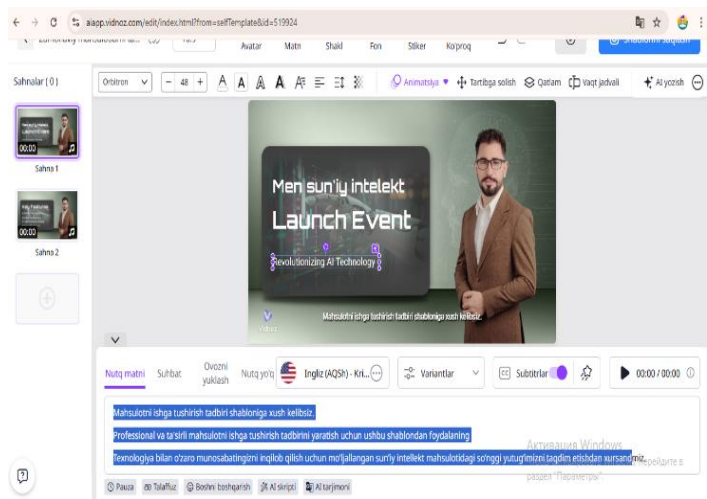 aiapp.vidnoz.com/edit/index.html?from=selfTemplate&id=519924
Avatar Matn Shakl Fon Stiker Ko'proq
Sahnalar ( 0 ) Orbitron - 48 + Animatsiya Tartibga solish Qatlam Vaqt jadvali AI yozish
00:00
Sahna 1
00:00
Sahna 2
Men sun'iy intelekt
Launch Event
Revolutionizing AI Technology
Vidnoz
Mahsulotni ishga tushirish tadbiri shabloniga xush kelibsiz.
Nutq matni Suhbat Ovozni yuklash Nutq yo'q Ingliz (AQSh) - Kri... Variantlar CC Subtitrlar 00:00 / 00:00
Mahsulotni ishga tushirish tadbiri shabloniga xush kelibsiz.
Professional va ta'sirli mahsulotni ishga tushirish tadbirini yaratish uchun ushbu shablondan foydalaning
Texnologiya bilan o'zaro munosabatingizni inqilob qilish uchun mo'ljallangan sun'iy intellekt mahsulotidagi so'nggi yutug'imizni taqdim etishdan xursandmiz.
Активация Windows
перейдите в
раздел "Параметры"
Pauza Talaffuz Boshni boshqarish AI skripti AI tarjimoni